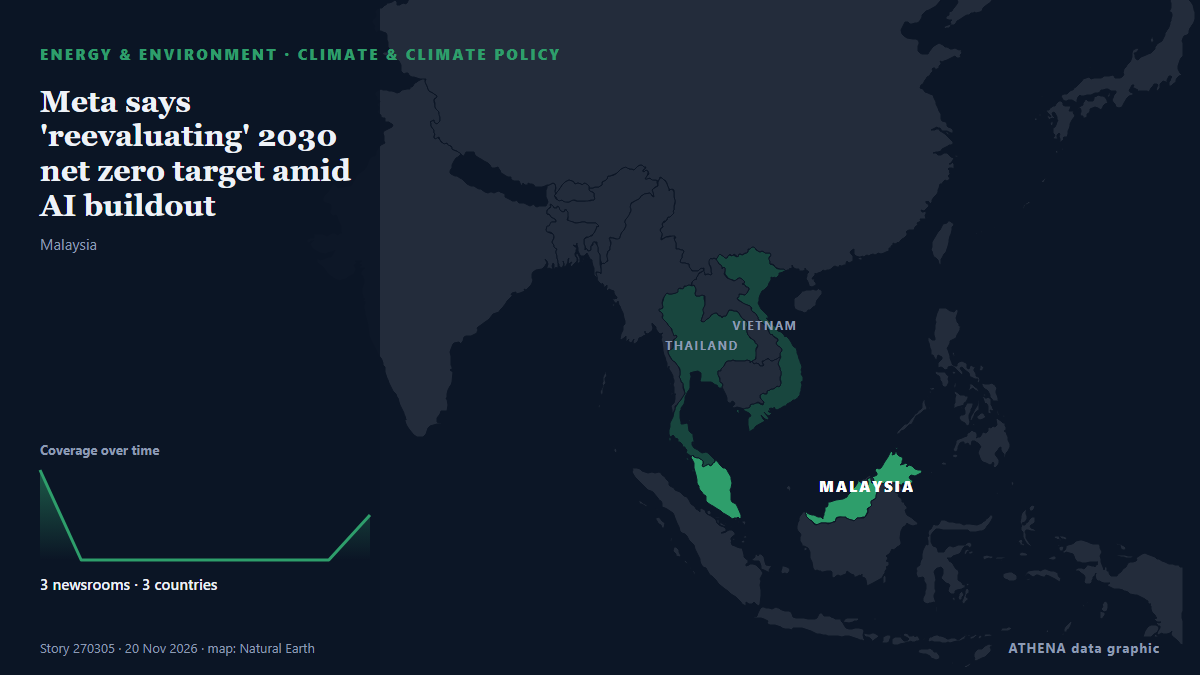 ENERGY & ENVIRONMENT · CLIMATE & CLIMATE POLICY
Meta says
'reevaluating' 2030
net zero target amid
AI buildout
Malaysia
VIETNAM
THAILAND
MALAYSIA
Coverage over time
3 newsrooms · 3 countries
Story 270305 · 20 Nov 2026 · map: Natural Earth
ATHENA data graphic